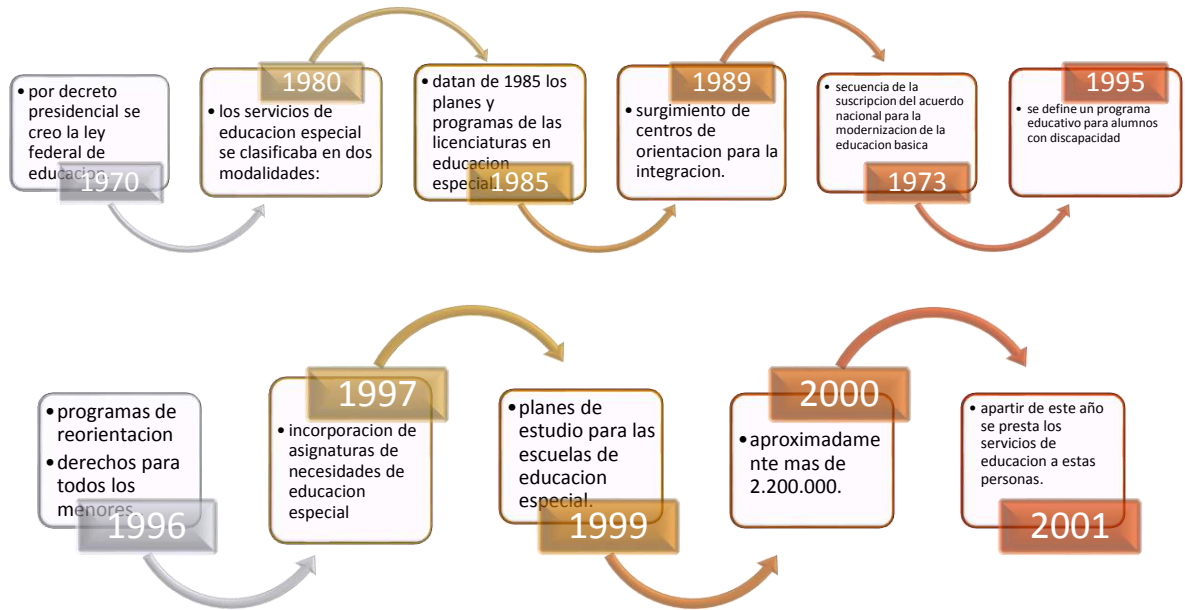 • por decreto
presidencial se
creo la ley
federal de
educacion
1970
1980
• los servicios de
educacion especial
se clasificaba en dos
modalidades:
• datan de 1985 los
planes y
programas de las
licenciaturas en
educacion
especial.
1985
1989
• surgimiento de
centros de
orientacion para la
integracion.
• secuencia de la
suscripcion del acuerdo
nacional para la
modernizacion de la
educacion basica
1973
1995
• se define un programa
educativo para alumnos
con discapacidad
• programas de
reorientacion
• derechos para
todos los
menores
1996
1997
• incorporacion de
asignaturas de
necesidades de
educacion
especial
• planes de
estudio para las
escuelas de
educacion
especial.
1999
2000
• aproximadame
nte mas de
2.200.000.
• apartir de este año
se presta los
servicios de
educacion a estas
personas.
2001